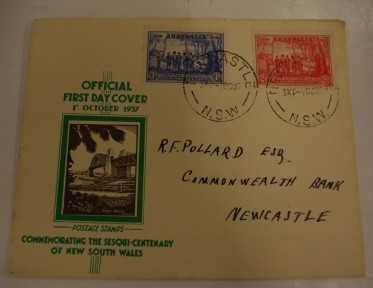 AUSTRALIA
AUSTRALIA
NEWCASTLE
N.S.W.
N.S.W.
OFFICIAL
FIRST DAY COVER
1st OCTOBER 1937
POSTAGE STAMPS
COMMEMORATING THE SESQUI-CENTENARY
OF NEW SOUTH WALES
R.F. POLLARD ESQ.
COMMONWEALTH BANK
NEWCASTLE